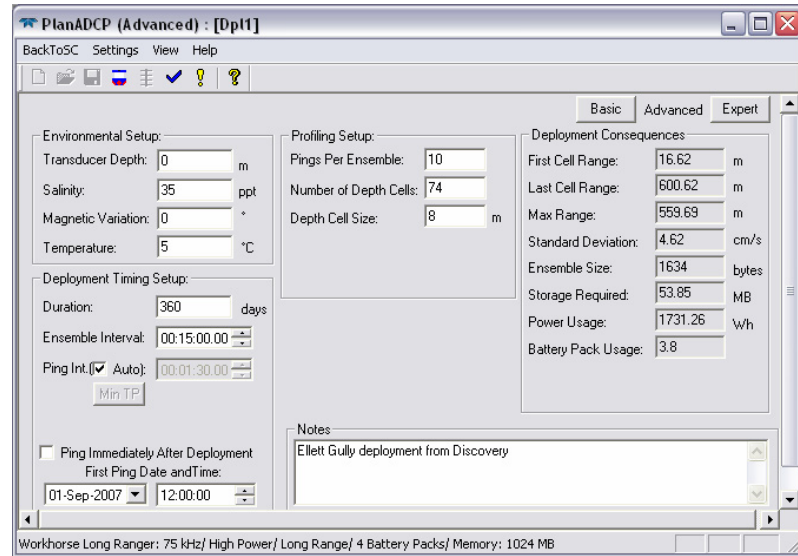 PlanADCP (Advanced) : [Dpl1]
BackToSC Settings View Help
Basic Advanced Expert
Environmental Setup:
Transducer Depth: 0 m
Salinity: 35 ppt
Magnetic Variation: 0 °
Temperature: 5 °C
Profiling Setup:
Pings Per Ensemble: 10
Number of Depth Cells: 74
Depth Cell Size: 8 m
Deployment Consequences
First Cell Range: 16.62 m
Last Cell Range: 600.62 m
Max Range: 559.69 m
Standard Deviation: 4.62 cm/s
Ensemble Size: 1634 bytes
Storage Required: 53.85 MB
Power Usage: 1731.26 Wh
Battery Pack Usage: 3.8
Deployment Timing Setup:
Duration: 360 days
Ensemble Interval: 00:15:00.00
Ping Int.( Auto): 00:01:30.00
Min TP
Ping Immediately After Deployment
First Ping Date andTime:
01-Sep-2007 12:00:00
Notes
Ellett Gully deployment from Discovery
Workhorse Long Ranger: 75 kHz/ High Power/ Long Range/ 4 Battery Packs/ Memory: 1024 MB